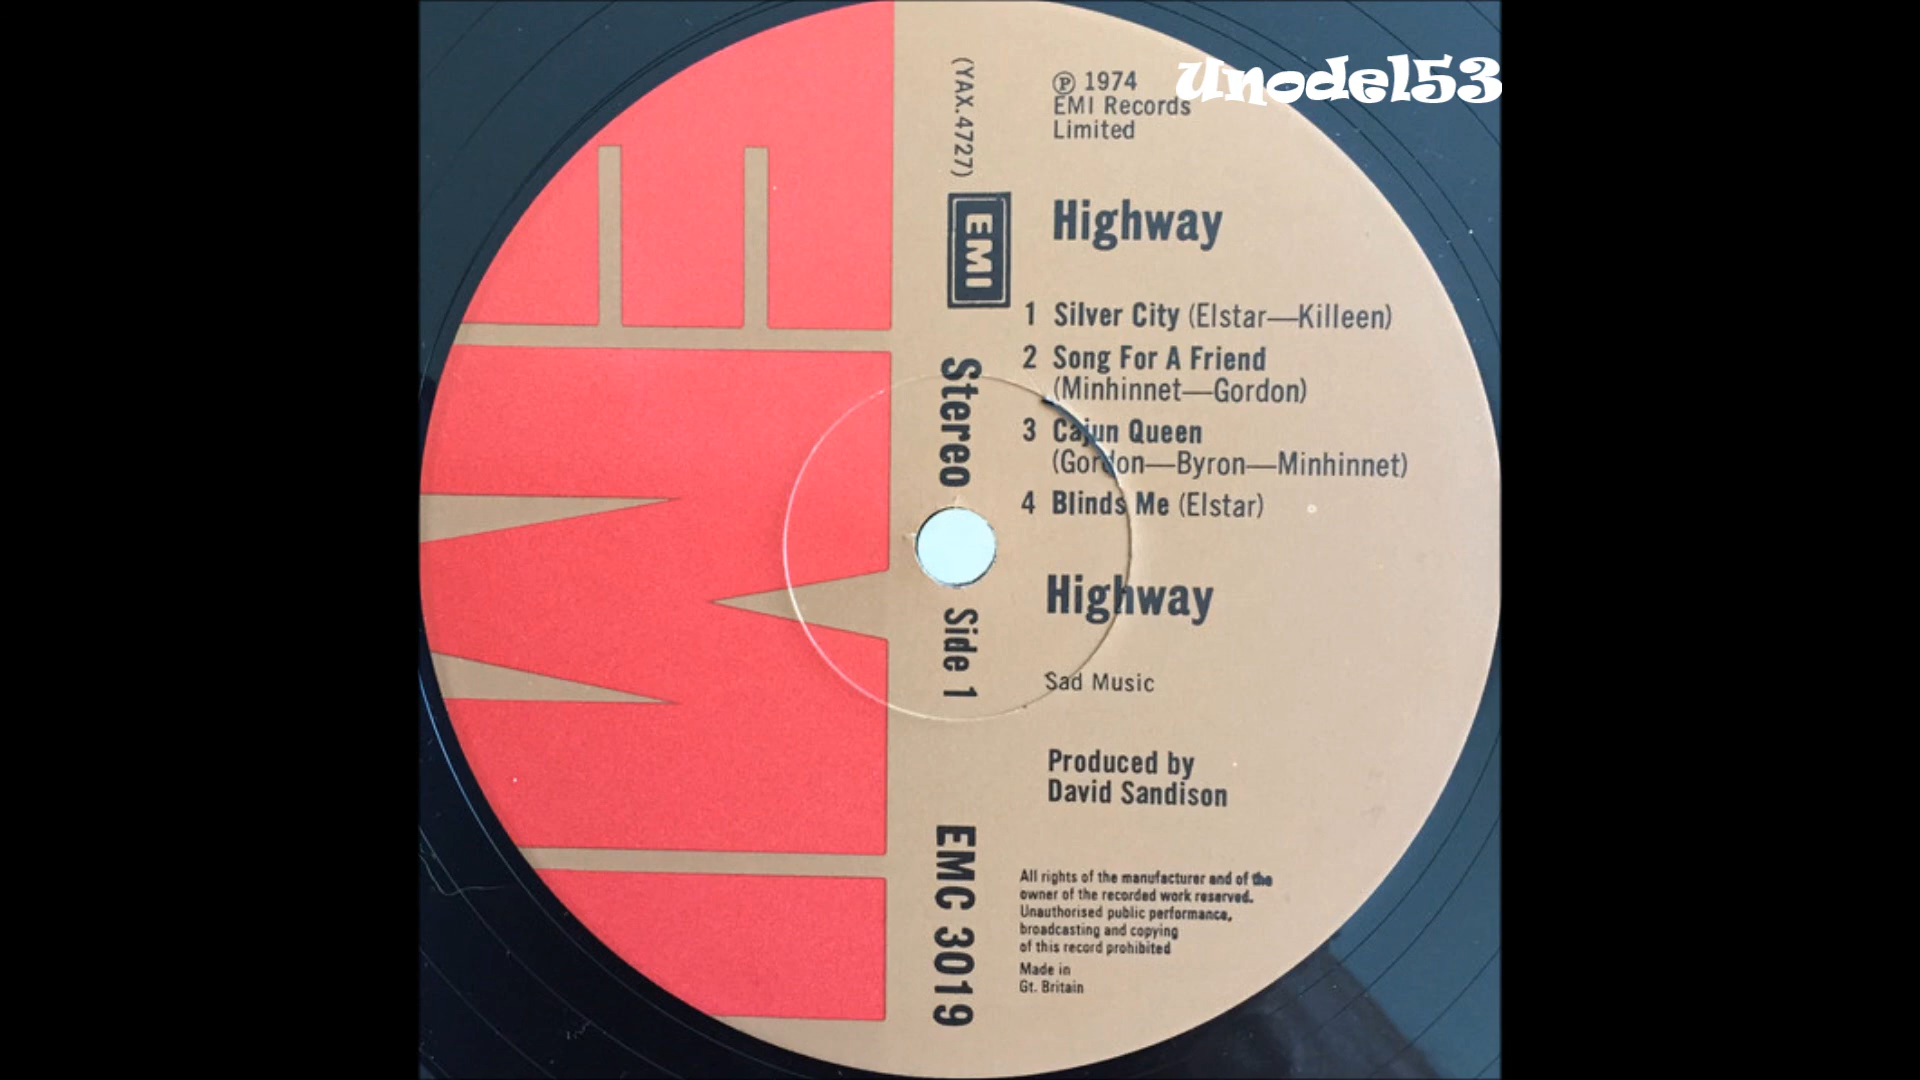 Unodel53
(YAX.4727)
℗ 1974
EMI Records
Limited
EMI
Highway
1 Silver City (Elstar—Killeen)
2 Song For A Friend
(Minhinnet—Gordon)
3 Cajun Queen
(Gordon—Byron—Minhinnet)
4 Blinds Me (Elstar)
Stereo
Side 1
Highway
Sad Music
Produced by
David Sandison
EMC 3019
All rights of the manufacturer and of the
owner of the recorded work reserved.
Unauthorised public performance,
broadcasting and copying
of this record prohibited
Made in
Gt. Britain